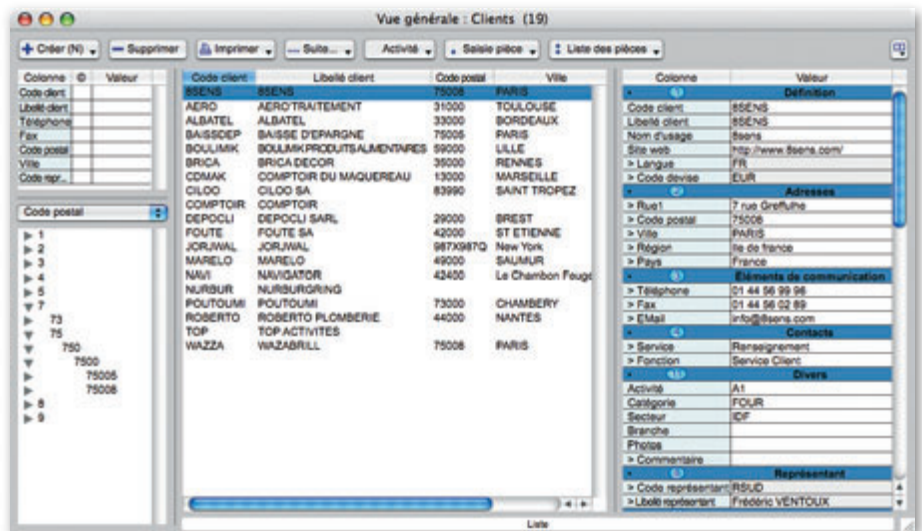 Vue générale : Clients (19)
Créer (N) Supprimer Imprimer Suite... Activité Saisie pièce Liste des pièces
Colonne © Valeur
Code client
Libellé client
Téléphone
Fax
Code postal
Ville
Code repr...
Code postal
1
2
3
4
5
7
73
75
750
7500
75005
75008
8
9
Code client Libellé client Code postal Ville
8SENS 8SENS 75008 PARIS
AERO AERO'TRAITEMENT 31000 TOULOUSE
ALBATEL ALBATEL 33000 BORDEAUX
BAISSDEP BAISSE D'EPARGNE 75005 PARIS
BOULIMIK BOULIMIK PRODUITS ALIMENTAIRES 59000 LILLE
BRICA BRICA DECOR 35000 RENNES
CDMAK COMPTOIR DU MAQUEREAU 13000 MARSEILLE
CILOO CILOO SA 83990 SAINT TROPEZ
COMPTOIR COMPTOIR
DEPOCLI DEPOCLI SARL 29000 BREST
FOUTE FOUTE SA 42000 ST ETIENNE
JORJWAL JORJWAL 987X987Q New York
MARELO MARELO 49000 SAUMUR
NAVI NAVIGATOR 42400 Le Chambon Feuge
NURBUR NURBURGRING
POUTOUMI POUTOUMI 73000 CHAMBERY
ROBERTO ROBERTO PLOMBERIE 44000 NANTES
TOP TOP ACTIVITES
WAZZA WAZABRILL 75008 PARIS
Liste
Colonne Valeur
Définition
Code client 8SENS
Libellé client 8SENS
Nom d'usage 8sens
Site web http://www.8sens.com/
> Langue FR
> Code devise EUR
Adresses
> Rue1 7 rue Greffulhe
> Code postal 75008
> Ville PARIS
> Région Ile de france
> Pays France
Eléments de communication
> Téléphone 01 44 56 99 96
> Fax 01 44 56 02 89
> EMail info@8sens.com
Contacts
> Service Renseignement
> Fonction Service Client
Divers
Activité A1
Catégorie FOUR
Secteur IDF
Branche
Photos
> Commentaire
Représentant
> Code représentant RSUD
> Libellé représentant Frédéric VENTOUX